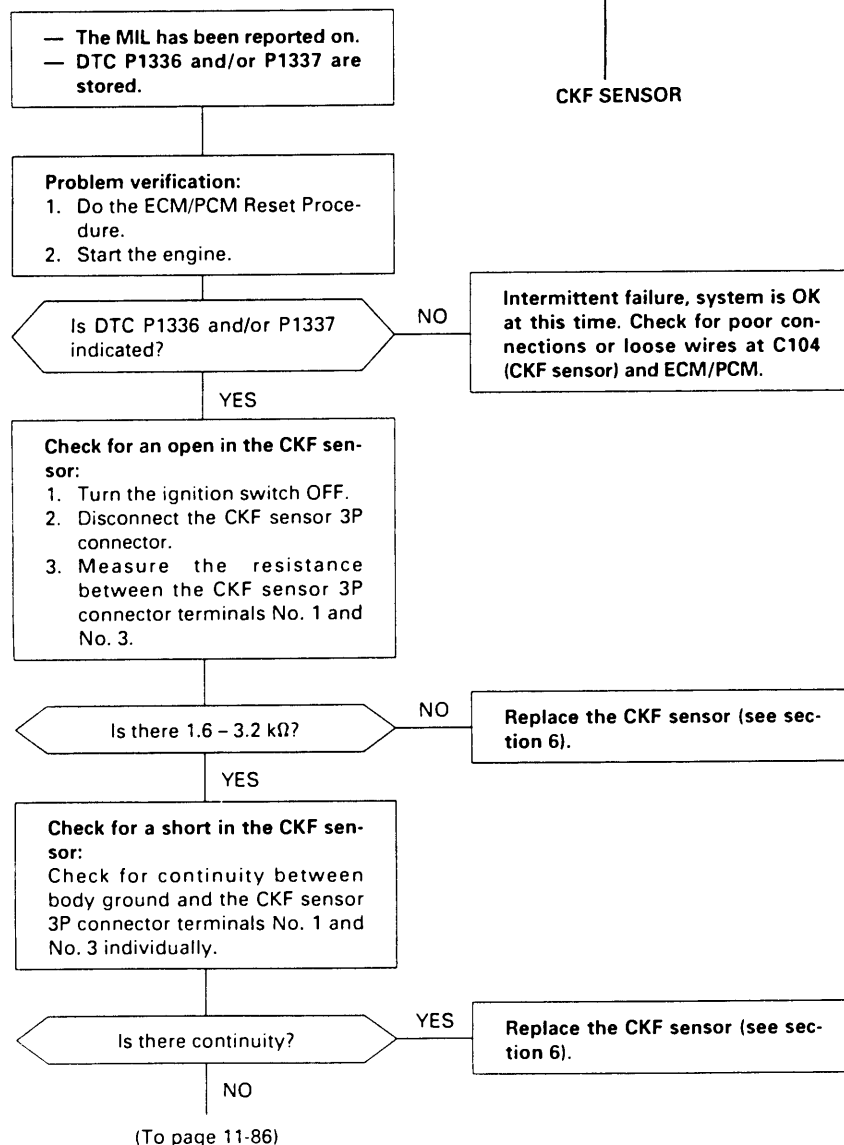 — The MIL has been reported on.
— DTC P1336 and/or P1337 are
stored.
CKF SENSOR
Problem verification:
1. Do the ECM/PCM Reset Proce-
dure.
2. Start the engine.
Is DTC P1336 and/or P1337
indicated?
NO
Intermittent failure, system is OK
at this time. Check for poor con-
nections or loose wires at C104
(CKF sensor) and ECM/PCM.
YES
Check for an open in the CKF sen-
sor:
1. Turn the ignition switch OFF.
2. Disconnect the CKF sensor 3P
connector.
3. Measure the resistance
between the CKF sensor 3P
connector terminals No. 1 and
No. 3.
Is there 1.6 – 3.2 kΩ?
NO
Replace the CKF sensor (see sec-
tion 6).
YES
Check for a short in the CKF sen-
sor:
Check for continuity between
body ground and the CKF sensor
3P connector terminals No. 1 and
No. 3 individually.
Is there continuity?
YES
Replace the CKF sensor (see sec-
tion 6).
NO
(To page 11-86)